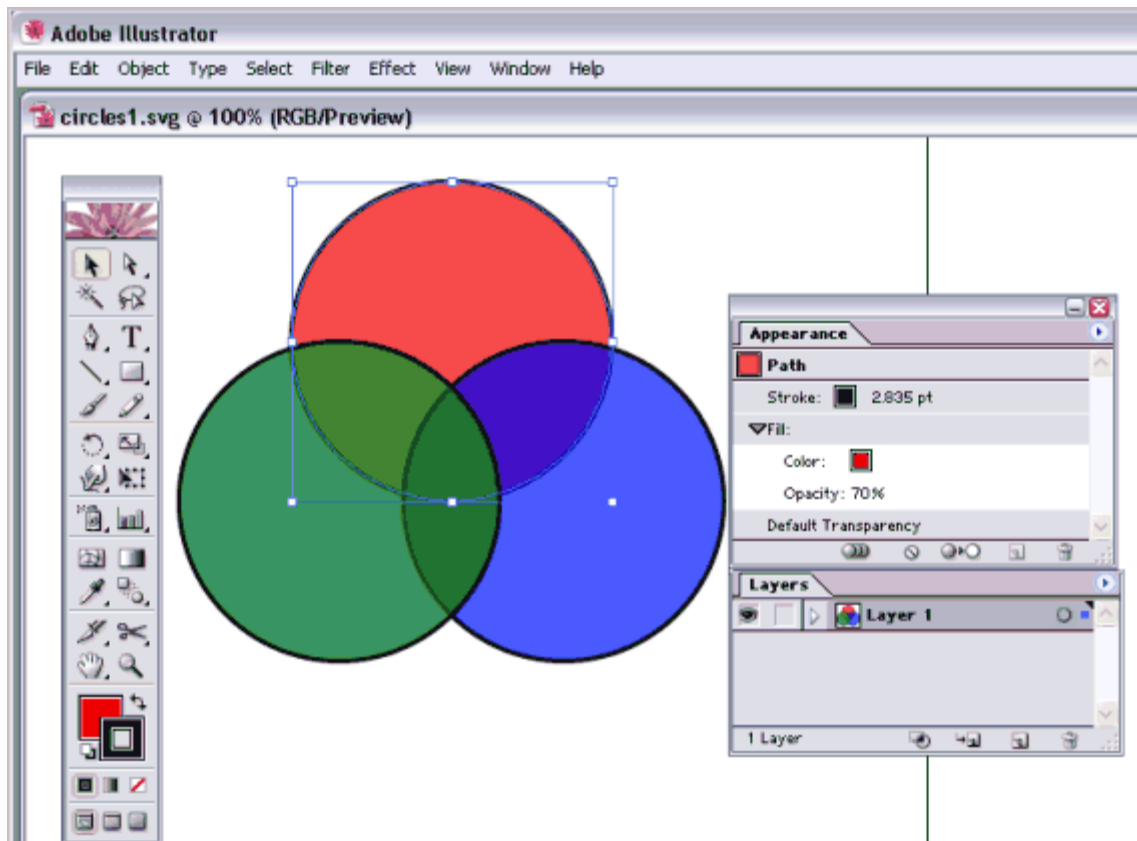 Adobe Illustrator
File Edit Object Type Select Filter Effect View Window Help
circles1.svg @ 100% (RGB/Preview)
T
Appearance
Path
Stroke: 2.835 pt
Fill:
Color:
Opacity: 70%
Default Transparency
Layers
Layer 1
1 Layer